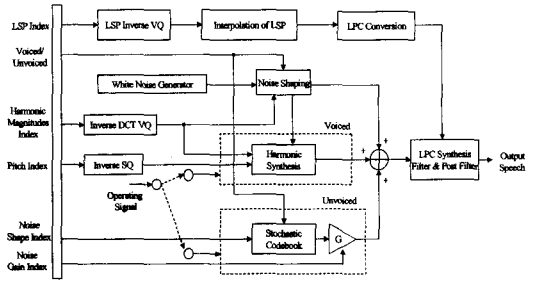 LSP Index
LSP Inverse VQ
Interpolation of LSP
LPC Conversion
Voiced/
Unvoiced
White Noise Generator
Noise Shaping
Harmonic
Magnitudes
Index
Inverse DCT VQ
Voiced
Pitch Index
Inverse SQ
Harmonic
Synthesis
LPC Synthesis
Filter & Post Filter
Output
Speech
Operating
Signal
Unvoiced
Noise
Shape Index
Stochastic
Codebook
G
Noise
Gain Index
+
+
+